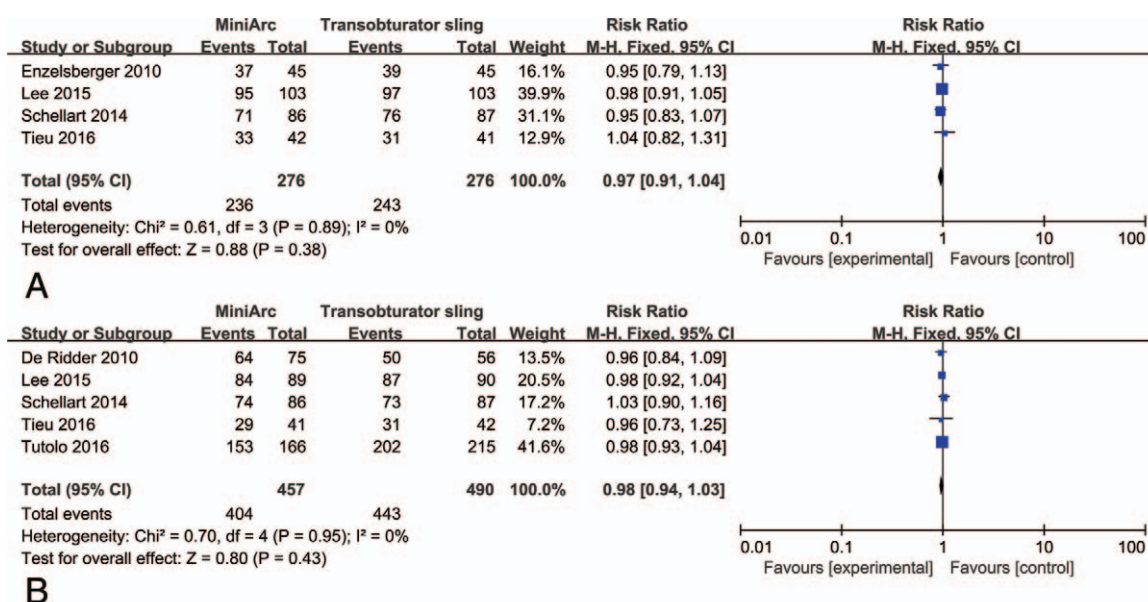 MiniArc Transobturator sling Risk Ratio Risk Ratio
Study or Subgroup Events Total Events Total Weight M-H. Fixed. 95% CI M-H. Fixed. 95% CI
Enzelsberger 2010 37 45 39 45 16.1% 0.95 [0.79, 1.13]
Lee 2015 95 103 97 103 39.9% 0.98 [0.91, 1.05]
Schellart 2014 71 86 76 87 31.1% 0.95 [0.83, 1.07]
Tieu 2016 33 42 31 41 12.9% 1.04 [0.82, 1.31]
Total (95% CI) 276 276 100.0% 0.97 [0.91, 1.04]
Total events 236 243
Heterogeneity: Chi² = 0.61, df = 3 (P = 0.89); I² = 0%
Test for overall effect: Z = 0.88 (P = 0.38)
0.01 0.1 1 10 100
Favours [experimental] Favours [control]
A
MiniArc Transobturator sling Risk Ratio Risk Ratio
Study or Subgroup Events Total Events Total Weight M-H. Fixed. 95% CI M-H. Fixed. 95% CI
De Ridder 2010 64 75 50 56 13.5% 0.96 [0.84, 1.09]
Lee 2015 84 89 87 90 20.5% 0.98 [0.92, 1.04]
Schellart 2014 74 86 73 87 17.2% 1.03 [0.90, 1.16]
Tieu 2016 29 41 31 42 7.2% 0.96 [0.73, 1.25]
Tutolo 2016 153 166 202 215 41.6% 0.98 [0.93, 1.04]
Total (95% CI) 457 490 100.0% 0.98 [0.94, 1.03]
Total events 404 443
Heterogeneity: Chi² = 0.70, df = 4 (P = 0.95); I² = 0%
Test for overall effect: Z = 0.80 (P = 0.43)
0.01 0.1 1 10 100
Favours [experimental] Favours [control]
B